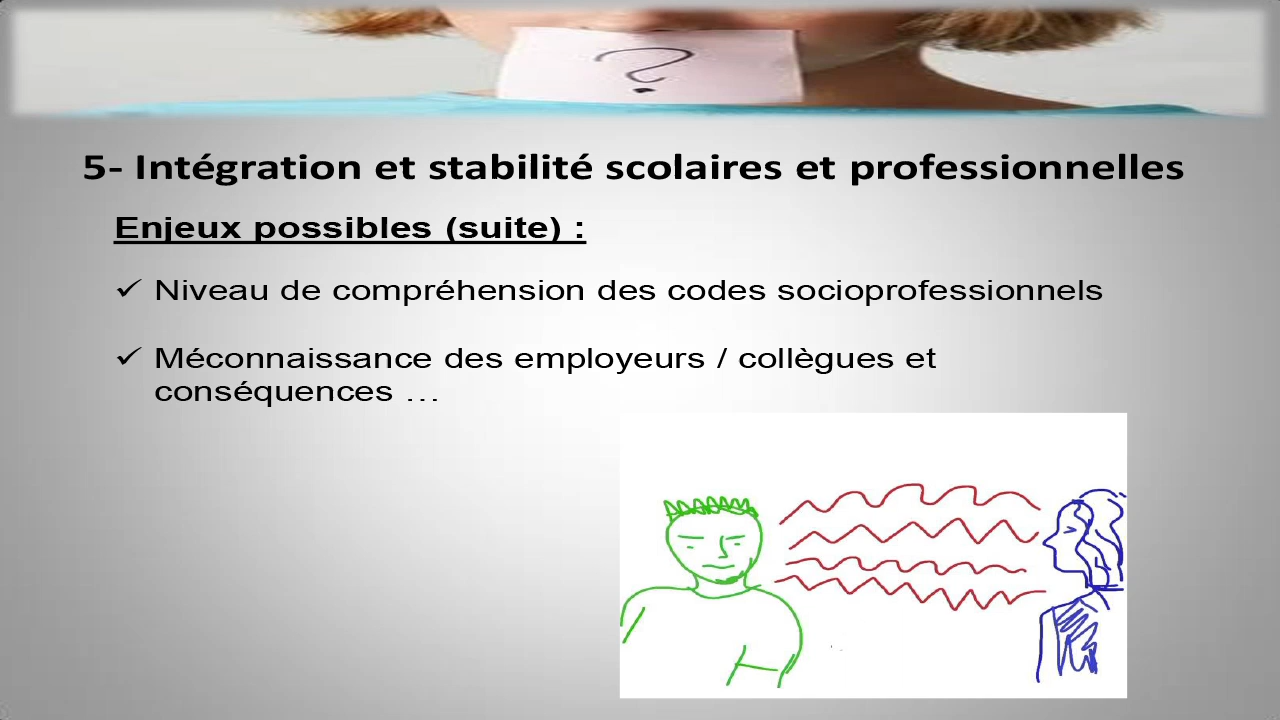 ?
5- Intégration et stabilité scolaires et professionnelles
Enjeux possibles (suite) :
✓ Niveau de compréhension des codes socioprofessionnels
✓ Méconnaissance des employeurs / collègues et
conséquences …